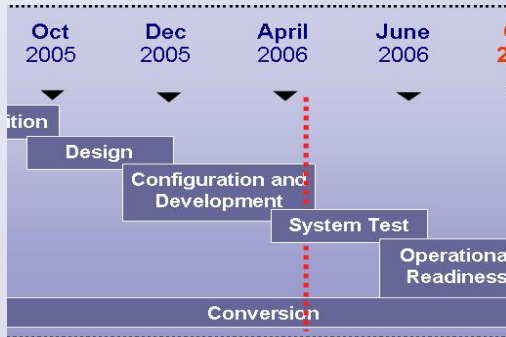 Oct Dec April June
2005 2005 2006 2006
ition
Design
Configuration and
Development
System Test
Operationa
Readiness
Conversion